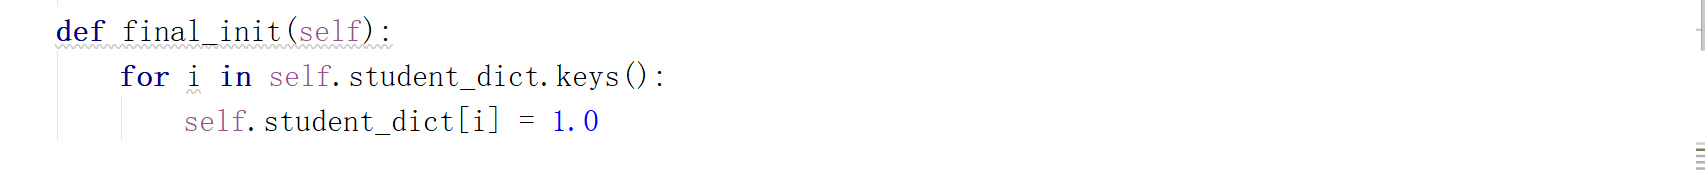 def final_init(self):
    for i in self.student_dict.keys():
        self.student_dict[i] = 1.0